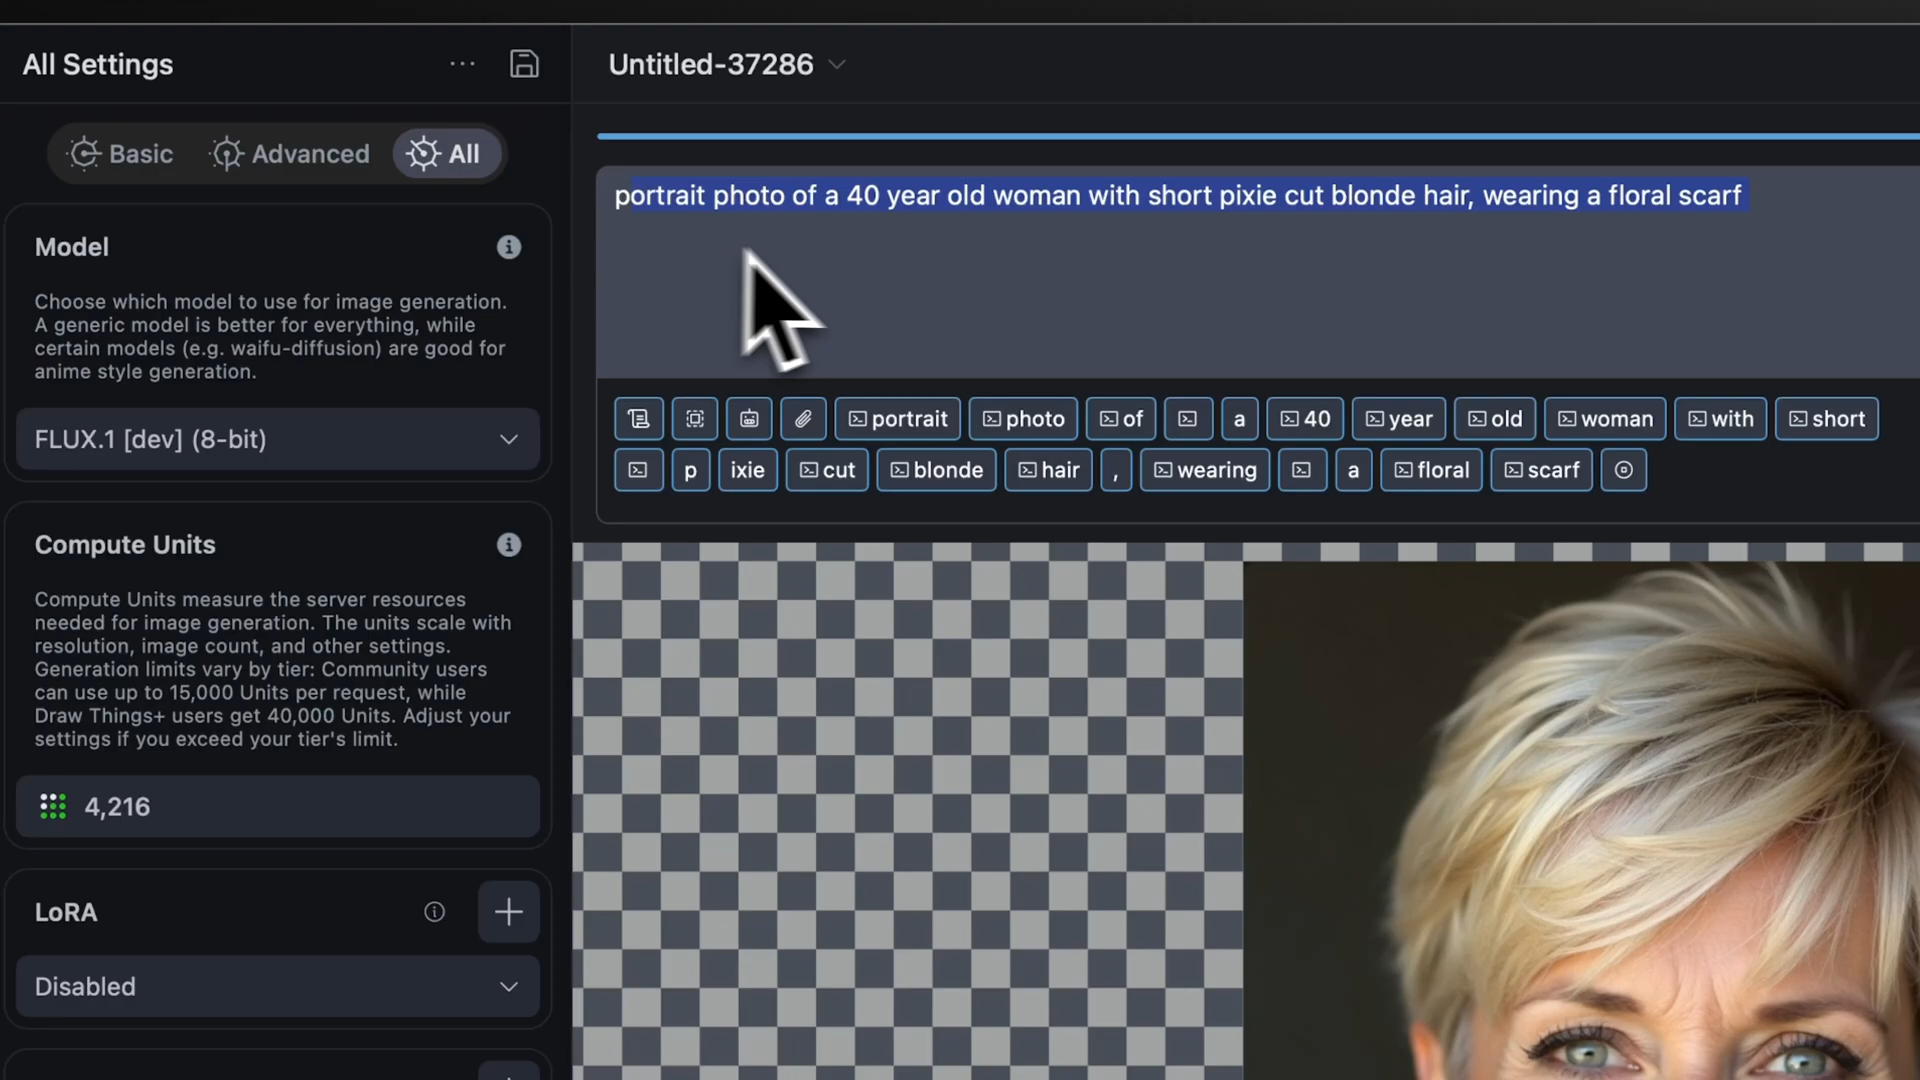 All Settings
Untitled-37286
Basic Advanced All
portrait photo of a 40 year old woman with short pixie cut blonde hair, wearing a floral scarf
Model
Choose which model to use for image generation.
A generic model is better for everything, while
certain models (e.g. waifu-diffusion) are good for
anime style generation.
FLUX.1 [dev] (8-bit)
portrait photo of a 40 year old woman with short
p ixie cut blonde hair , wearing a floral scarf
Compute Units
Compute Units measure the server resources
needed for image generation. The units scale with
resolution, image count, and other settings.
Generation limits vary by tier: Community users
can use up to 15,000 Units per request, while
Draw Things+ users get 40,000 Units. Adjust your
settings if you exceed your tier's limit.
4,216
LoRA
Disabled